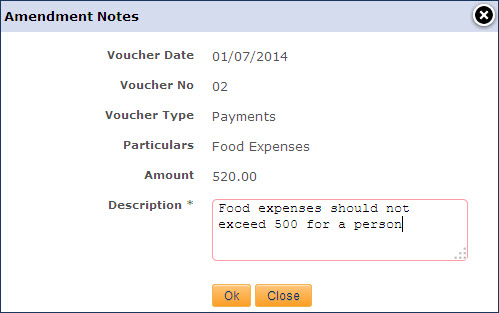 Amendment Notes
Voucher Date 01/07/2014
Voucher No 02
Voucher Type Payments
Particulars Food Expenses
Amount 520.00
Description * Food expenses should not
exceed 500 for a person
Ok Close